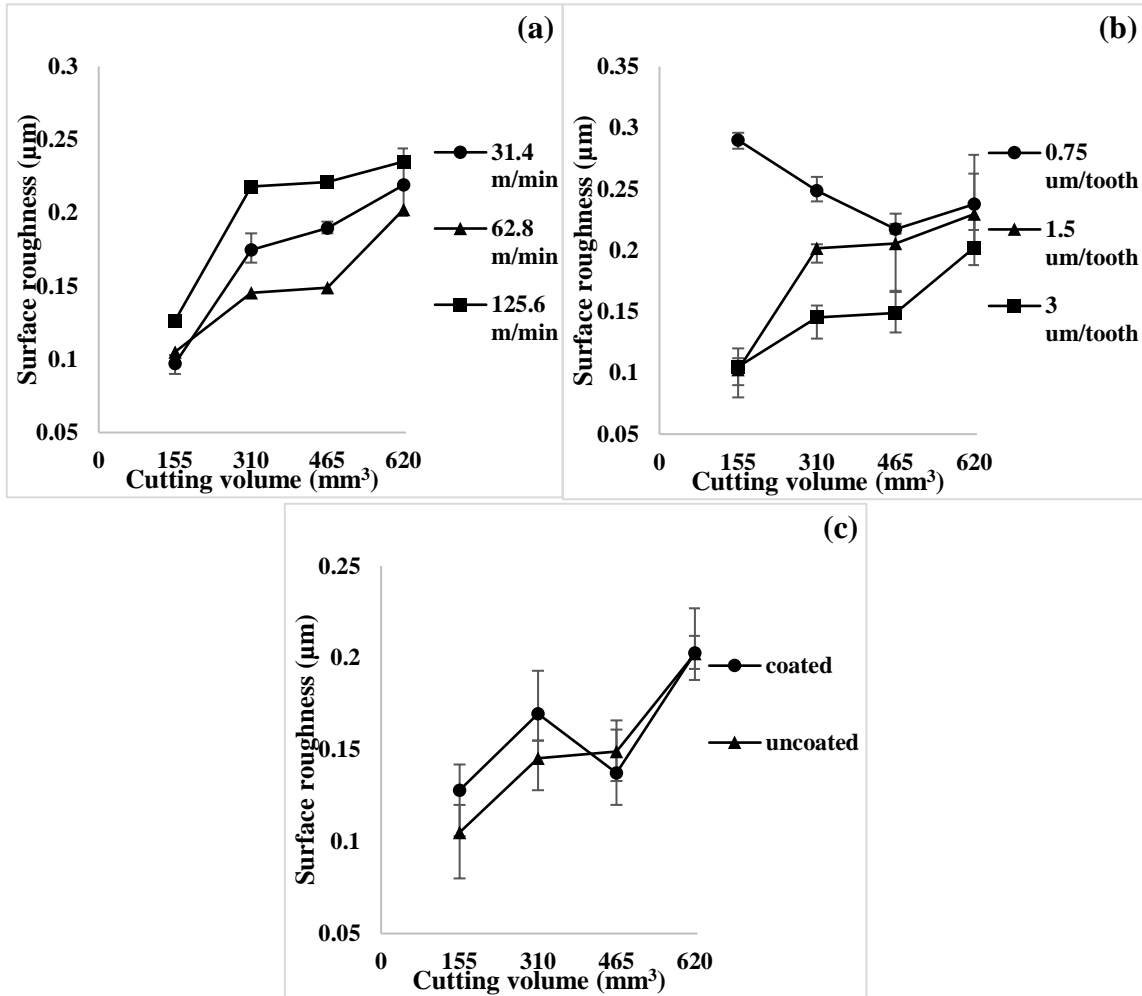 (a)
Surface roughness (µm)
0.3
0.25
0.2
0.15
0.1
0.05
0 155 310 465 620
Cutting volume (mm³)
31.4
m/min
62.8
m/min
125.6
m/min
(b)
Surface roughness (µm)
0.35
0.3
0.25
0.2
0.15
0.1
0.05
0 155 310 465 620
Cutting volume (mm³)
0.75
um/tooth
1.5
um/tooth
3
um/tooth
(c)
Surface roughness (µm)
0.25
0.2
0.15
0.1
0.05
0 155 310 465 620
Cutting volume (mm³)
coated
uncoated